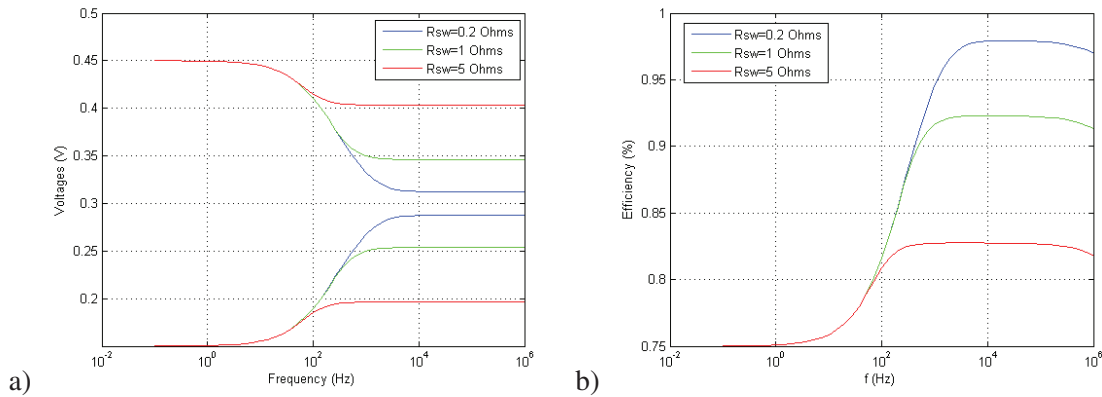 0.5
0.45
0.4
0.35
0.3
0.25
0.2
Voltages (V)
Rsw=0.2 Ohms
Rsw=1 Ohms
Rsw=5 Ohms
10^-2
10^0
10^2
10^4
10^6
Frequency (Hz)
a)
1
0.95
0.9
0.85
0.8
0.75
Efficiency (%)
Rsw=0.2 Ohms
Rsw=1 Ohms
Rsw=5 Ohms
10^-2
10^0
10^2
10^4
10^6
f (Hz)
b)